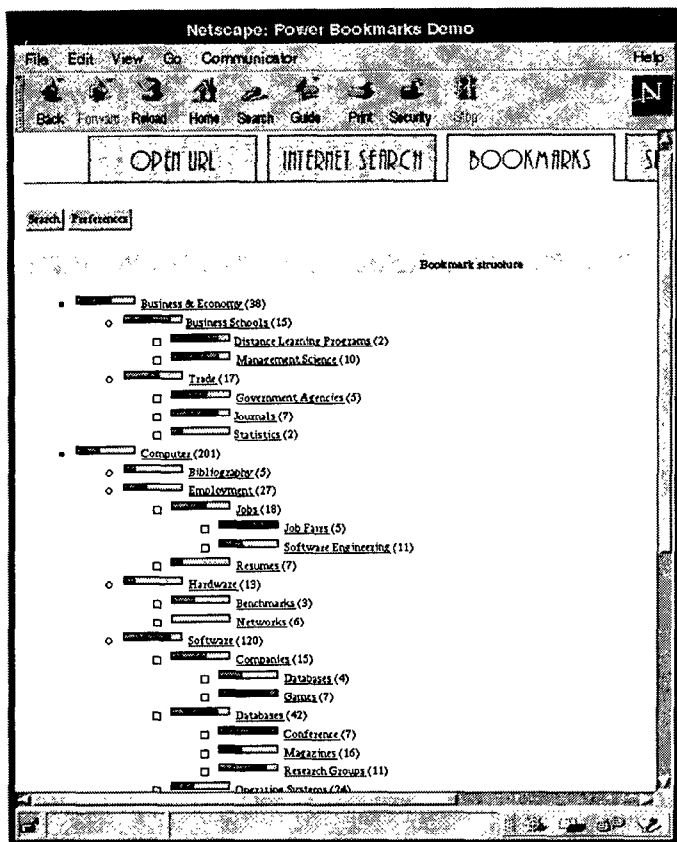 Netscape: Power Bookmarks Demo
File Edit View Go Communicator Help
Back Forward Reload Home Search Guide Print Security Stop
N
OPEN URL INTERNET SEARCH BOOKMARKS
Search Preferences
Bookmark structure
Business & Economy (38)
Business Schools (15)
Distance Learning Programs (2)
Management Science (10)
Trade (17)
Government Agencies (5)
Journals (7)
Statistics (2)
Computer (201)
Bibliography (5)
Employment (27)
Jobs (18)
Job Fairs (5)
Software Engineering (11)
Resumes (7)
Hardware (13)
Benchmarks (3)
Networks (6)
Software (120)
Companies (15)
Databases (4)
Games (7)
Databases (42)
Conference (7)
Magazines (16)
Research Groups (11)
Operating Systems (24)